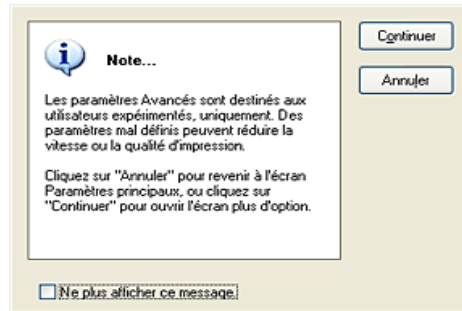 Continuer
Note...
Annuler
Les paramètres Avancés sont destinés aux
utilisateurs expérimentés, uniquement. Des
paramètres mal définis peuvent réduire la
vitesse ou la qualité d'impression.
Cliquez sur "Annuler" pour revenir à l'écran
Paramètres principaux, ou cliquez sur
"Continuer" pour ouvrir l'écran plus d'option.
Ne plus afficher ce message.